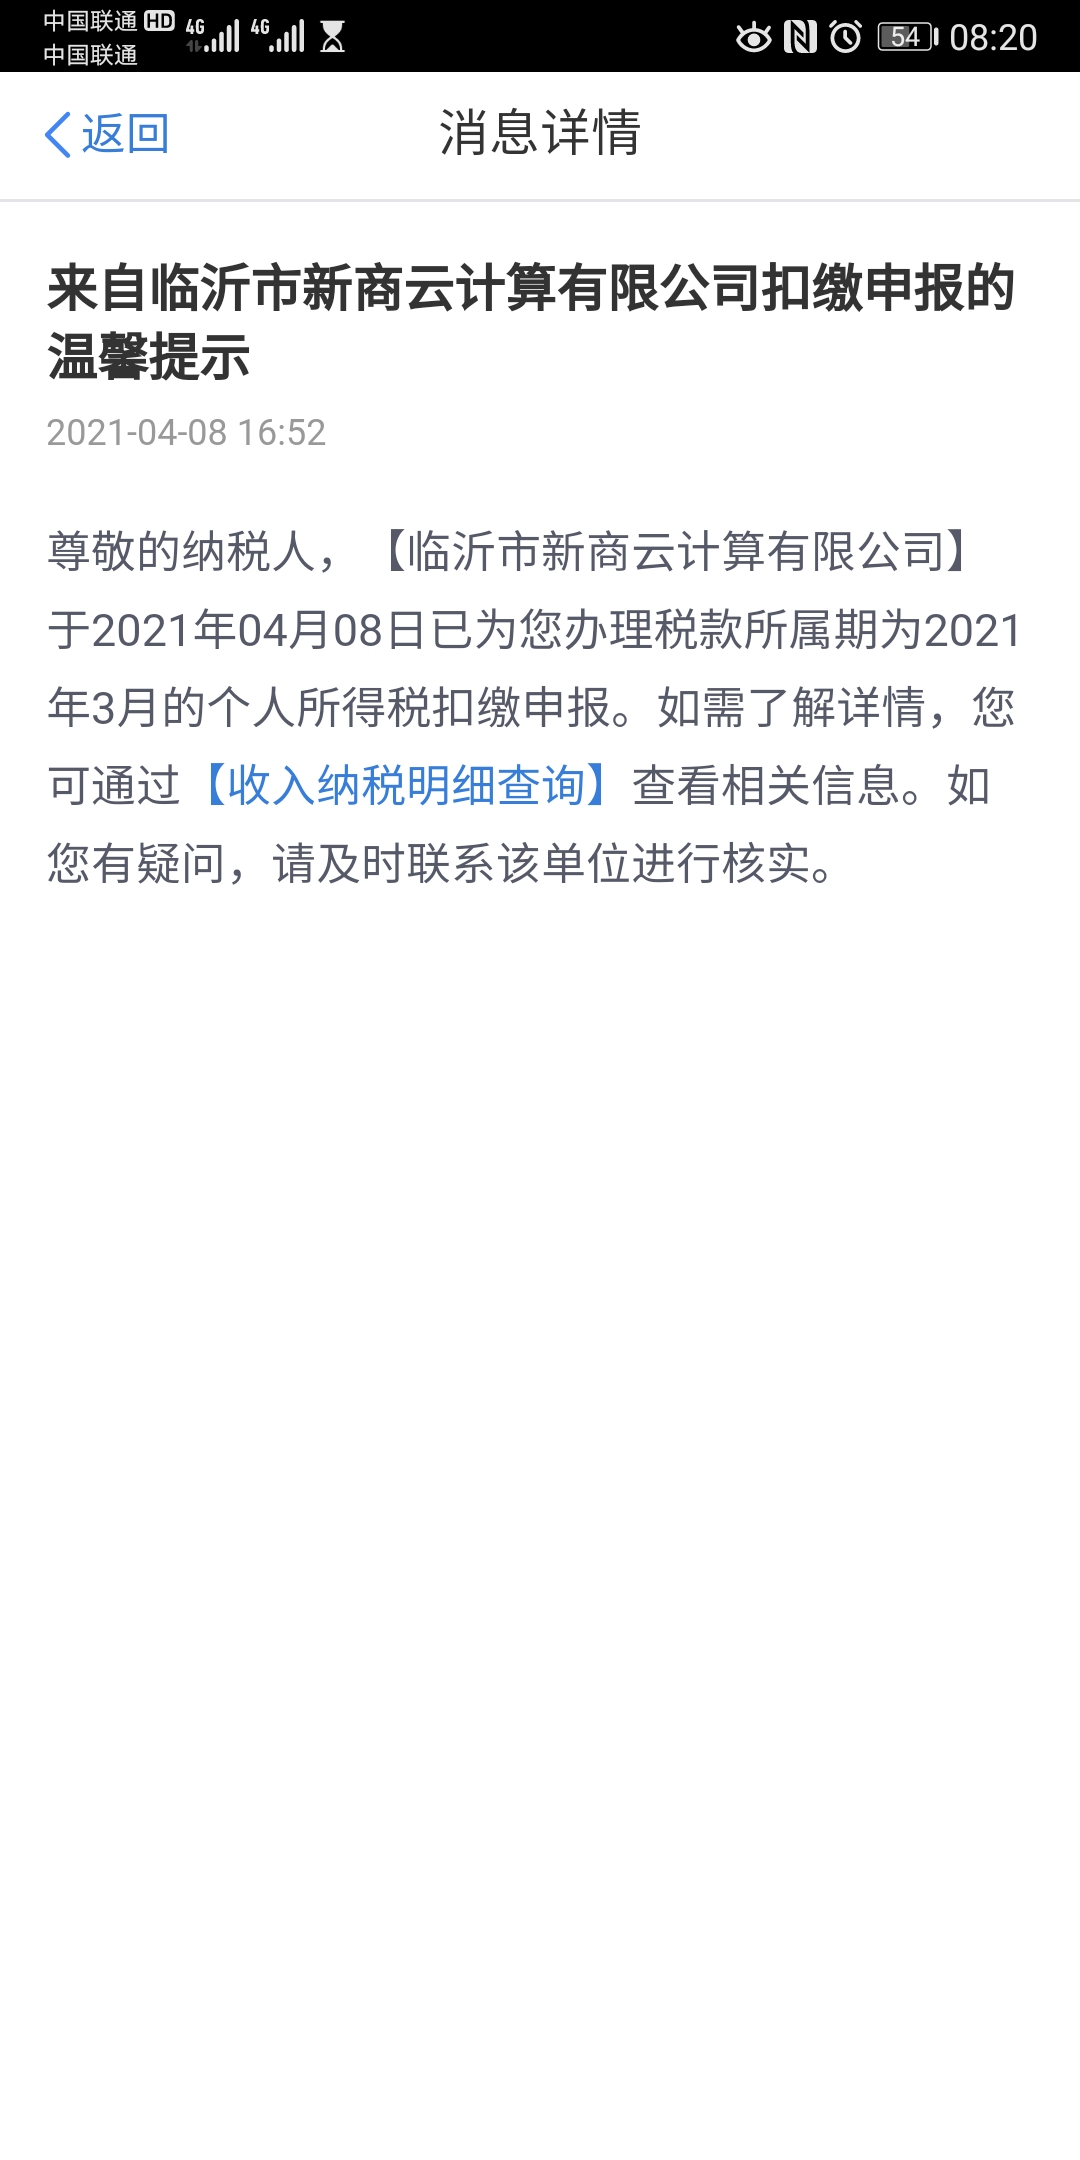 中国联通 HD 4G 4G 54 08:20
中国联通
返回 消息详情
来自临沂市新商云计算有限公司扣缴申报的
温馨提示
2021-04-08 16:52
尊敬的纳税人，【临沂市新商云计算有限公司】
于2021年04月08日已为您办理税款所属期为2021
年3月的个人所得税扣缴申报。如需了解详情，您
可通过【收入纳税明细查询】查看相关信息。如
您有疑问，请及时联系该单位进行核实。